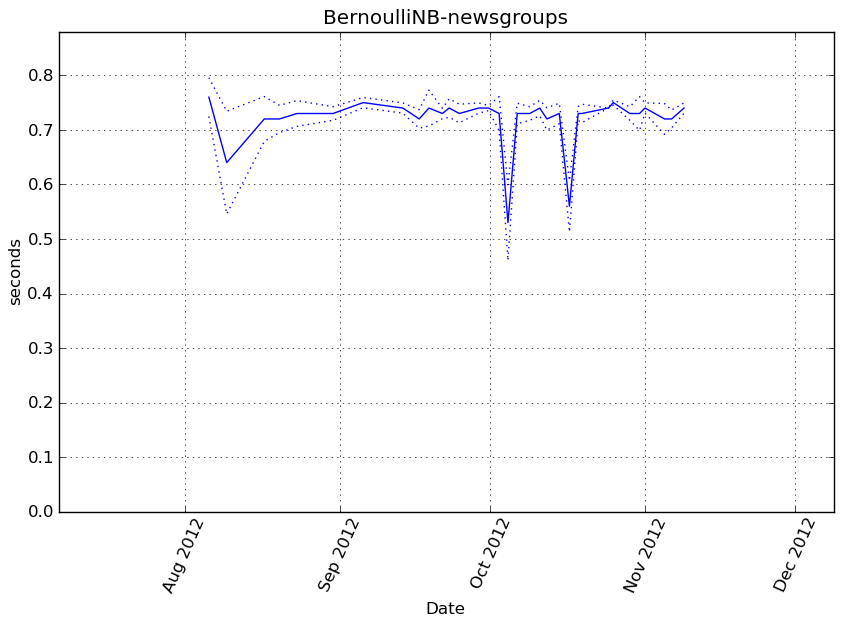 BernoulliNB-newsgroups
0.8
0.7
0.6
0.5
0.4
0.3
0.2
0.1
0.0
seconds
Aug 2012
Sep 2012
Oct 2012
Nov 2012
Dec 2012
Date